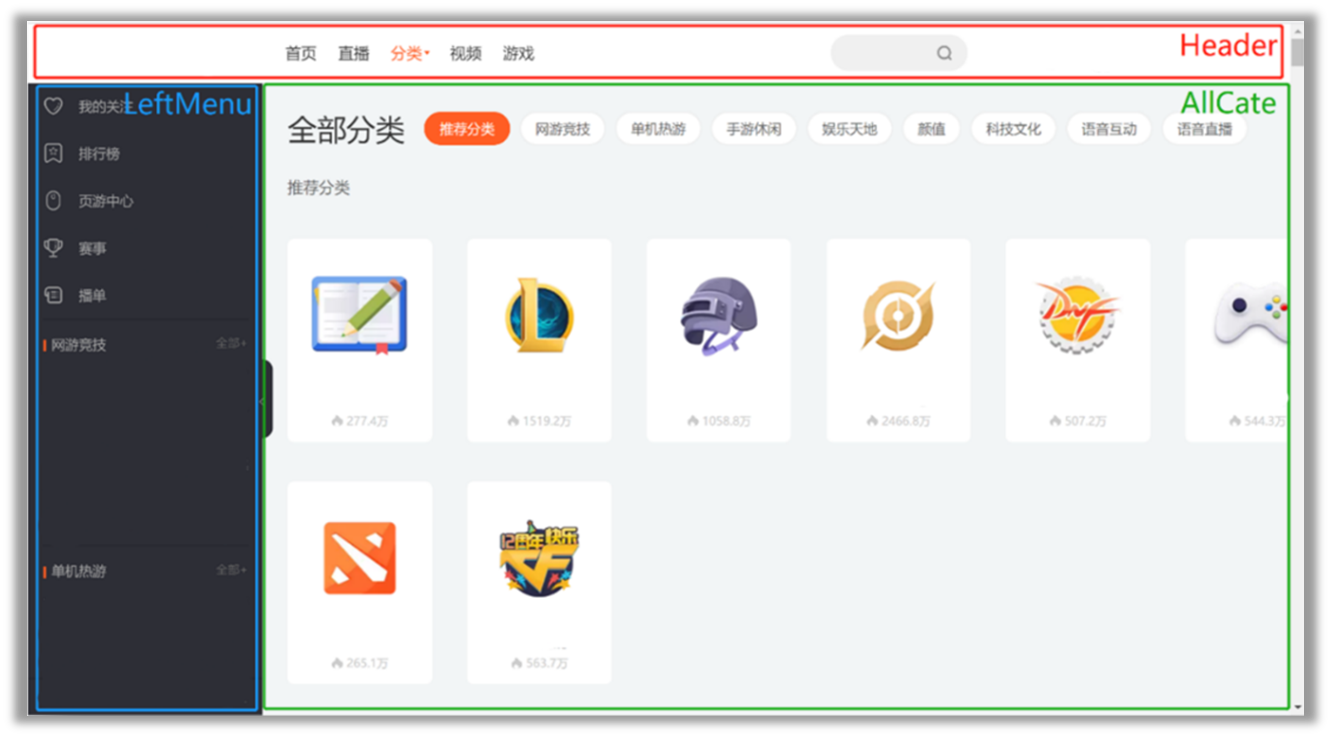 首页 直播 分类 视频 游戏
Header
我的关注
LeftMenu
排行榜
页游中心
赛事
播单
网游竞技 全部+
单机热游 全部+
AllCate
全部分类 推荐分类 网游竞技 单机热游 手游休闲 娱乐天地 颜值 科技文化 语音互动 语音直播
推荐分类
DNF
277.4万 1519.2万 1058.8万 2466.8万 507.2万 544.3万
12周年快乐
CF
265.1万 563.7万